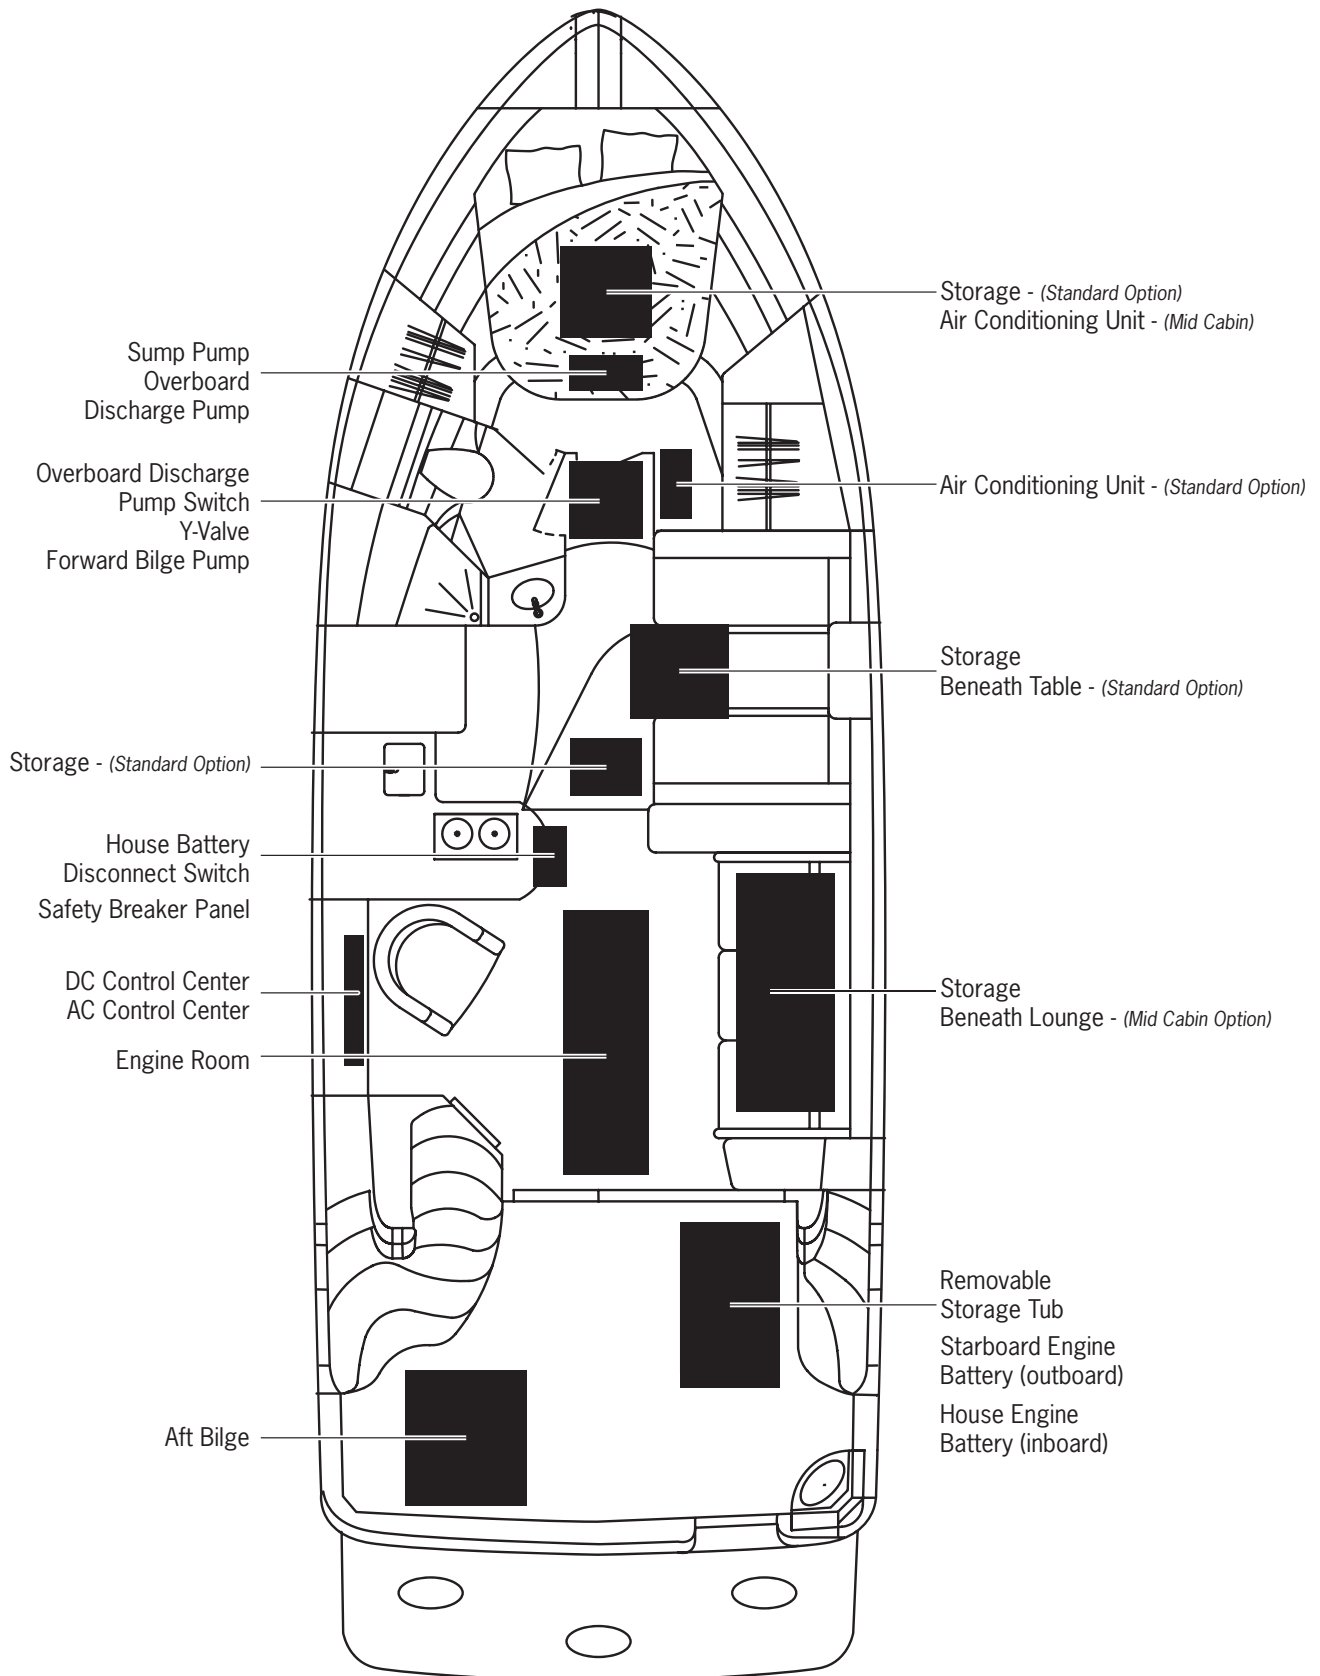 Storage - (Standard Option)
Air Conditioning Unit - (Mid Cabin)
Sump Pump
Overboard
Discharge Pump
Overboard Discharge
Pump Switch
Y-Valve
Forward Bilge Pump
Air Conditioning Unit - (Standard Option)
Storage
Beneath Table - (Standard Option)
Storage - (Standard Option)
House Battery
Disconnect Switch
Safety Breaker Panel
DC Control Center
AC Control Center
Storage
Beneath Lounge - (Mid Cabin Option)
Engine Room
Removable
Storage Tub
Starboard Engine
Battery (outboard)
House Engine
Battery (inboard)
Aft Bilge